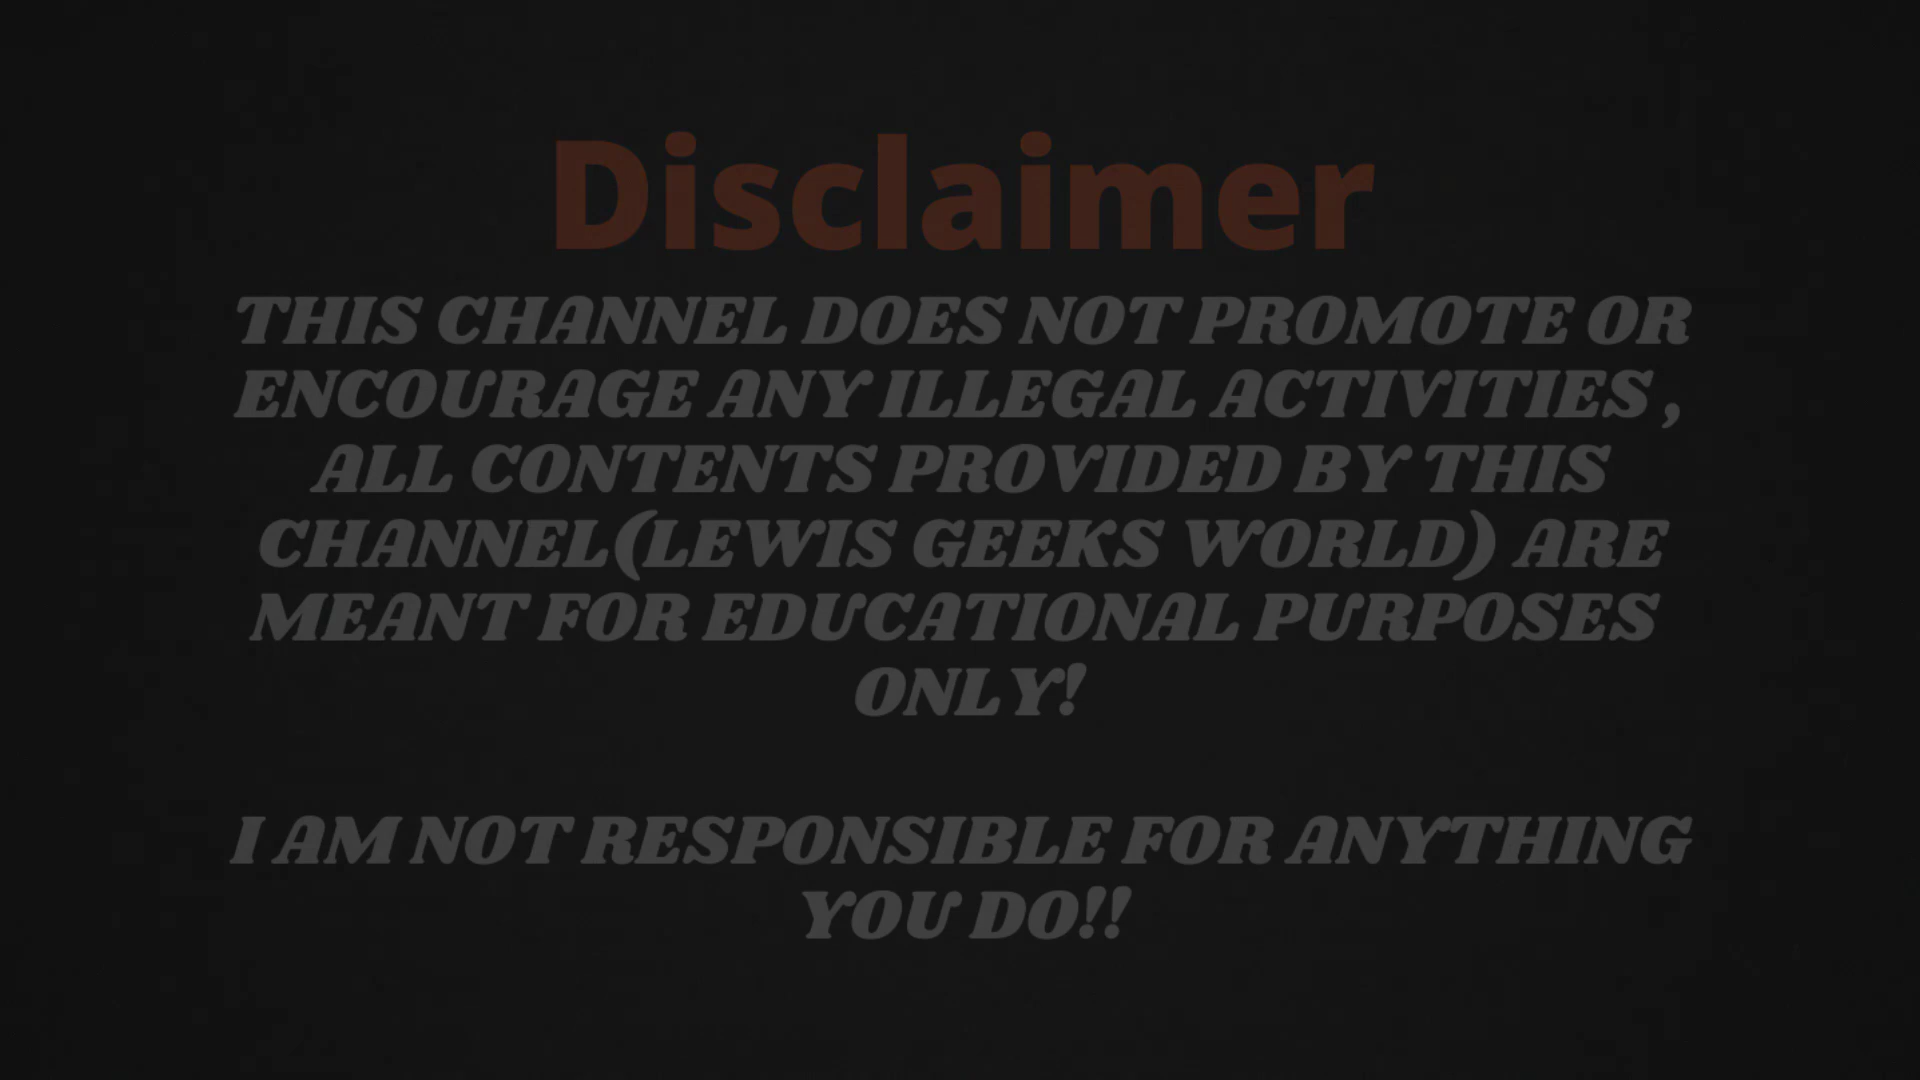 Disclaimer
THIS CHANNEL DOES NOT PROMOTE OR
ENCOURAGE ANY ILLEGAL ACTIVITIES ,
ALL CONTENTS PROVIDED BY THIS
CHANNEL(LEWIS GEEKS WORLD) ARE
MEANT FOR EDUCATIONAL PURPOSES
ONLY!
I AM NOT RESPONSIBLE FOR ANYTHING
YOU DO!!